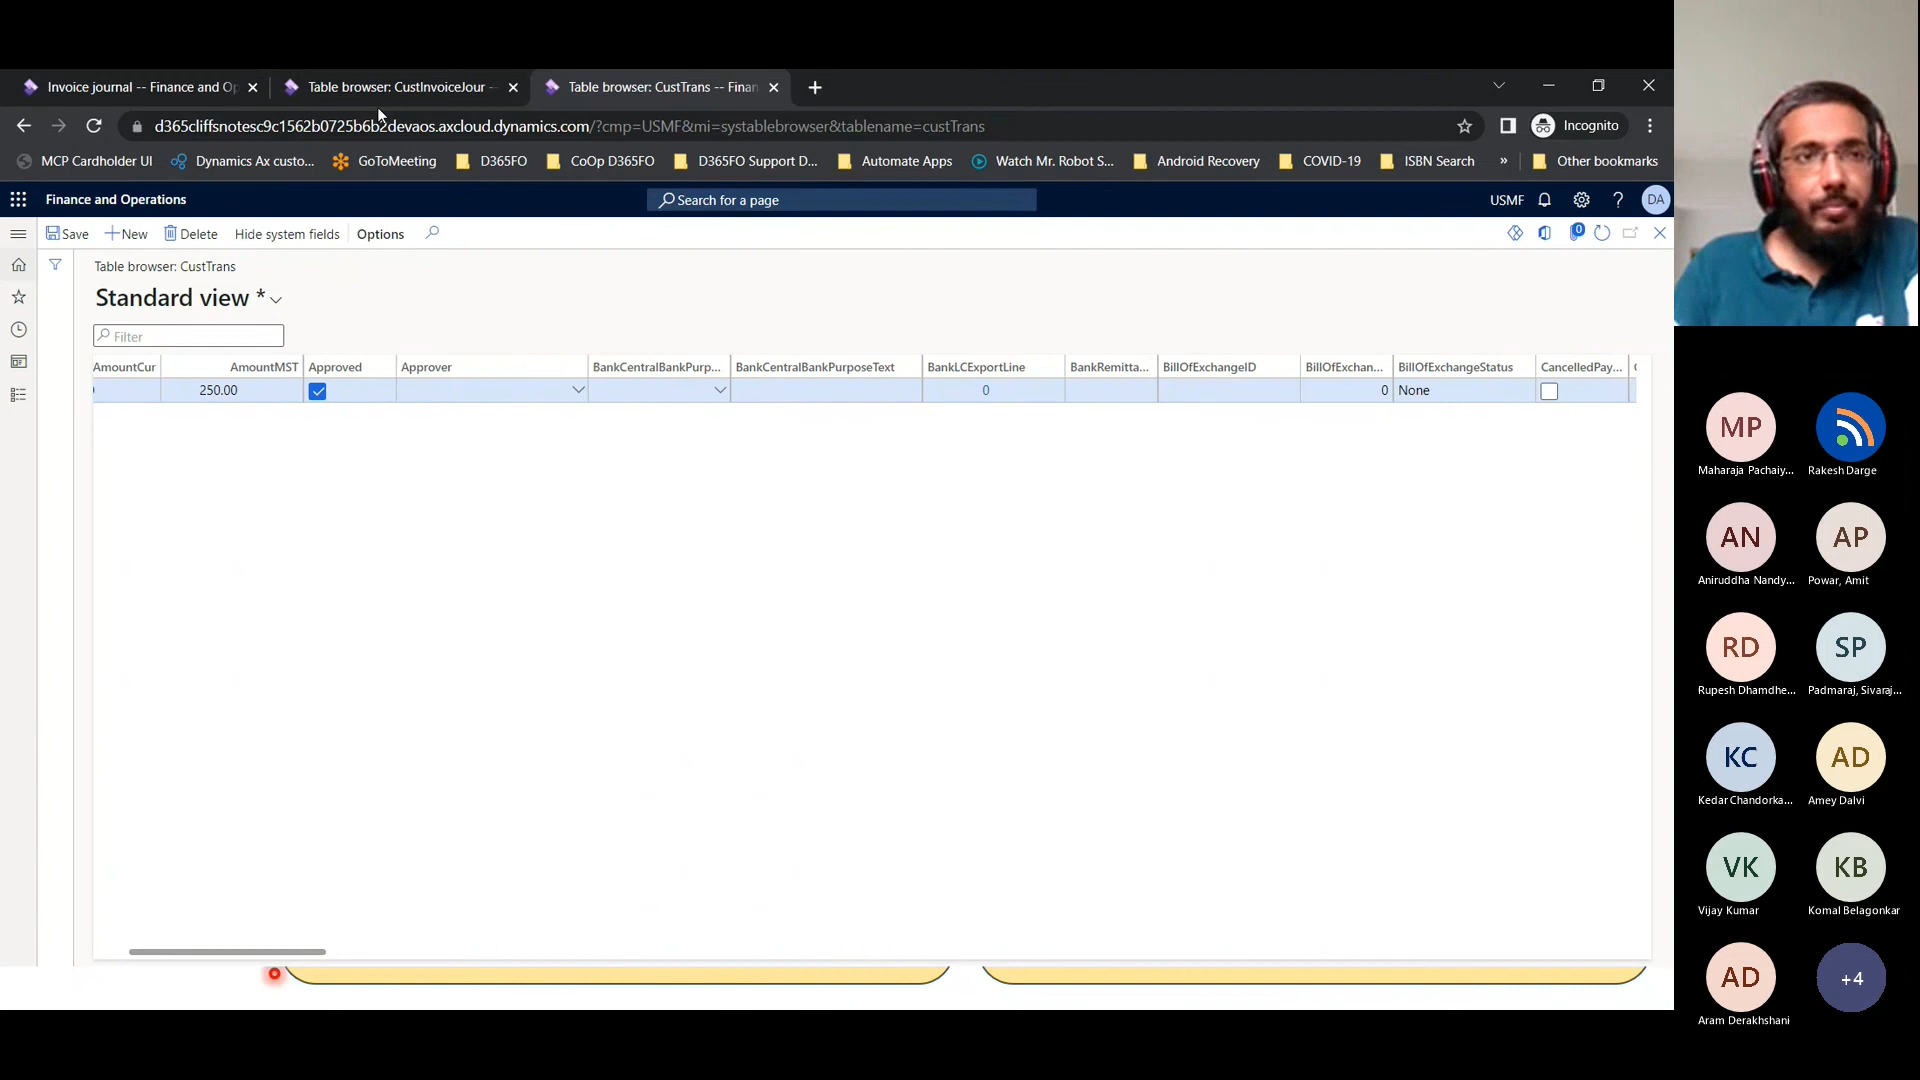 Invoice journal -- Finance and Op
Table browser: CustInvoiceJour --
Table browser: CustTrans -- Finan
d365cliffsnotesc9c1562b0725b6b2devaos.axcloud.dynamics.com/?cmp=USMF&mi=systablebrowser&tablename=custTrans
Incognito
MCP Cardholder UI
Dynamics Ax custo...
GoToMeeting
D365FO
CoOp D365FO
D365FO Support D...
Automate Apps
Watch Mr. Robot S...
Android Recovery
COVID-19
ISBN Search
»
Other bookmarks
Finance and Operations
Search for a page
USMF
?
DA
Save
New
Delete
Hide system fields
Options
0
Table browser: CustTrans
Standard view *
Filter
AmountCur AmountMST Approved Approver BankCentralBankPurp... BankCentralBankPurposeText BankLCExportLine BankRemitta... BillOfExchangeID BillOfExchan... BillOfExchangeStatus CancelledPay...
250.00 0 0 None
MP
Maharaja Pachaiy...
Rakesh Darge
AN
Aniruddha Nandy...
AP
Powar, Amit
RD
Rupesh Dhamdhe...
SP
Padmaraj, Sivaraj...
KC
Kedar Chandorka...
AD
Amey Dalvi
VK
Vijay Kumar
KB
Komal Belagonkar
AD
Aram Derakhshani
+4